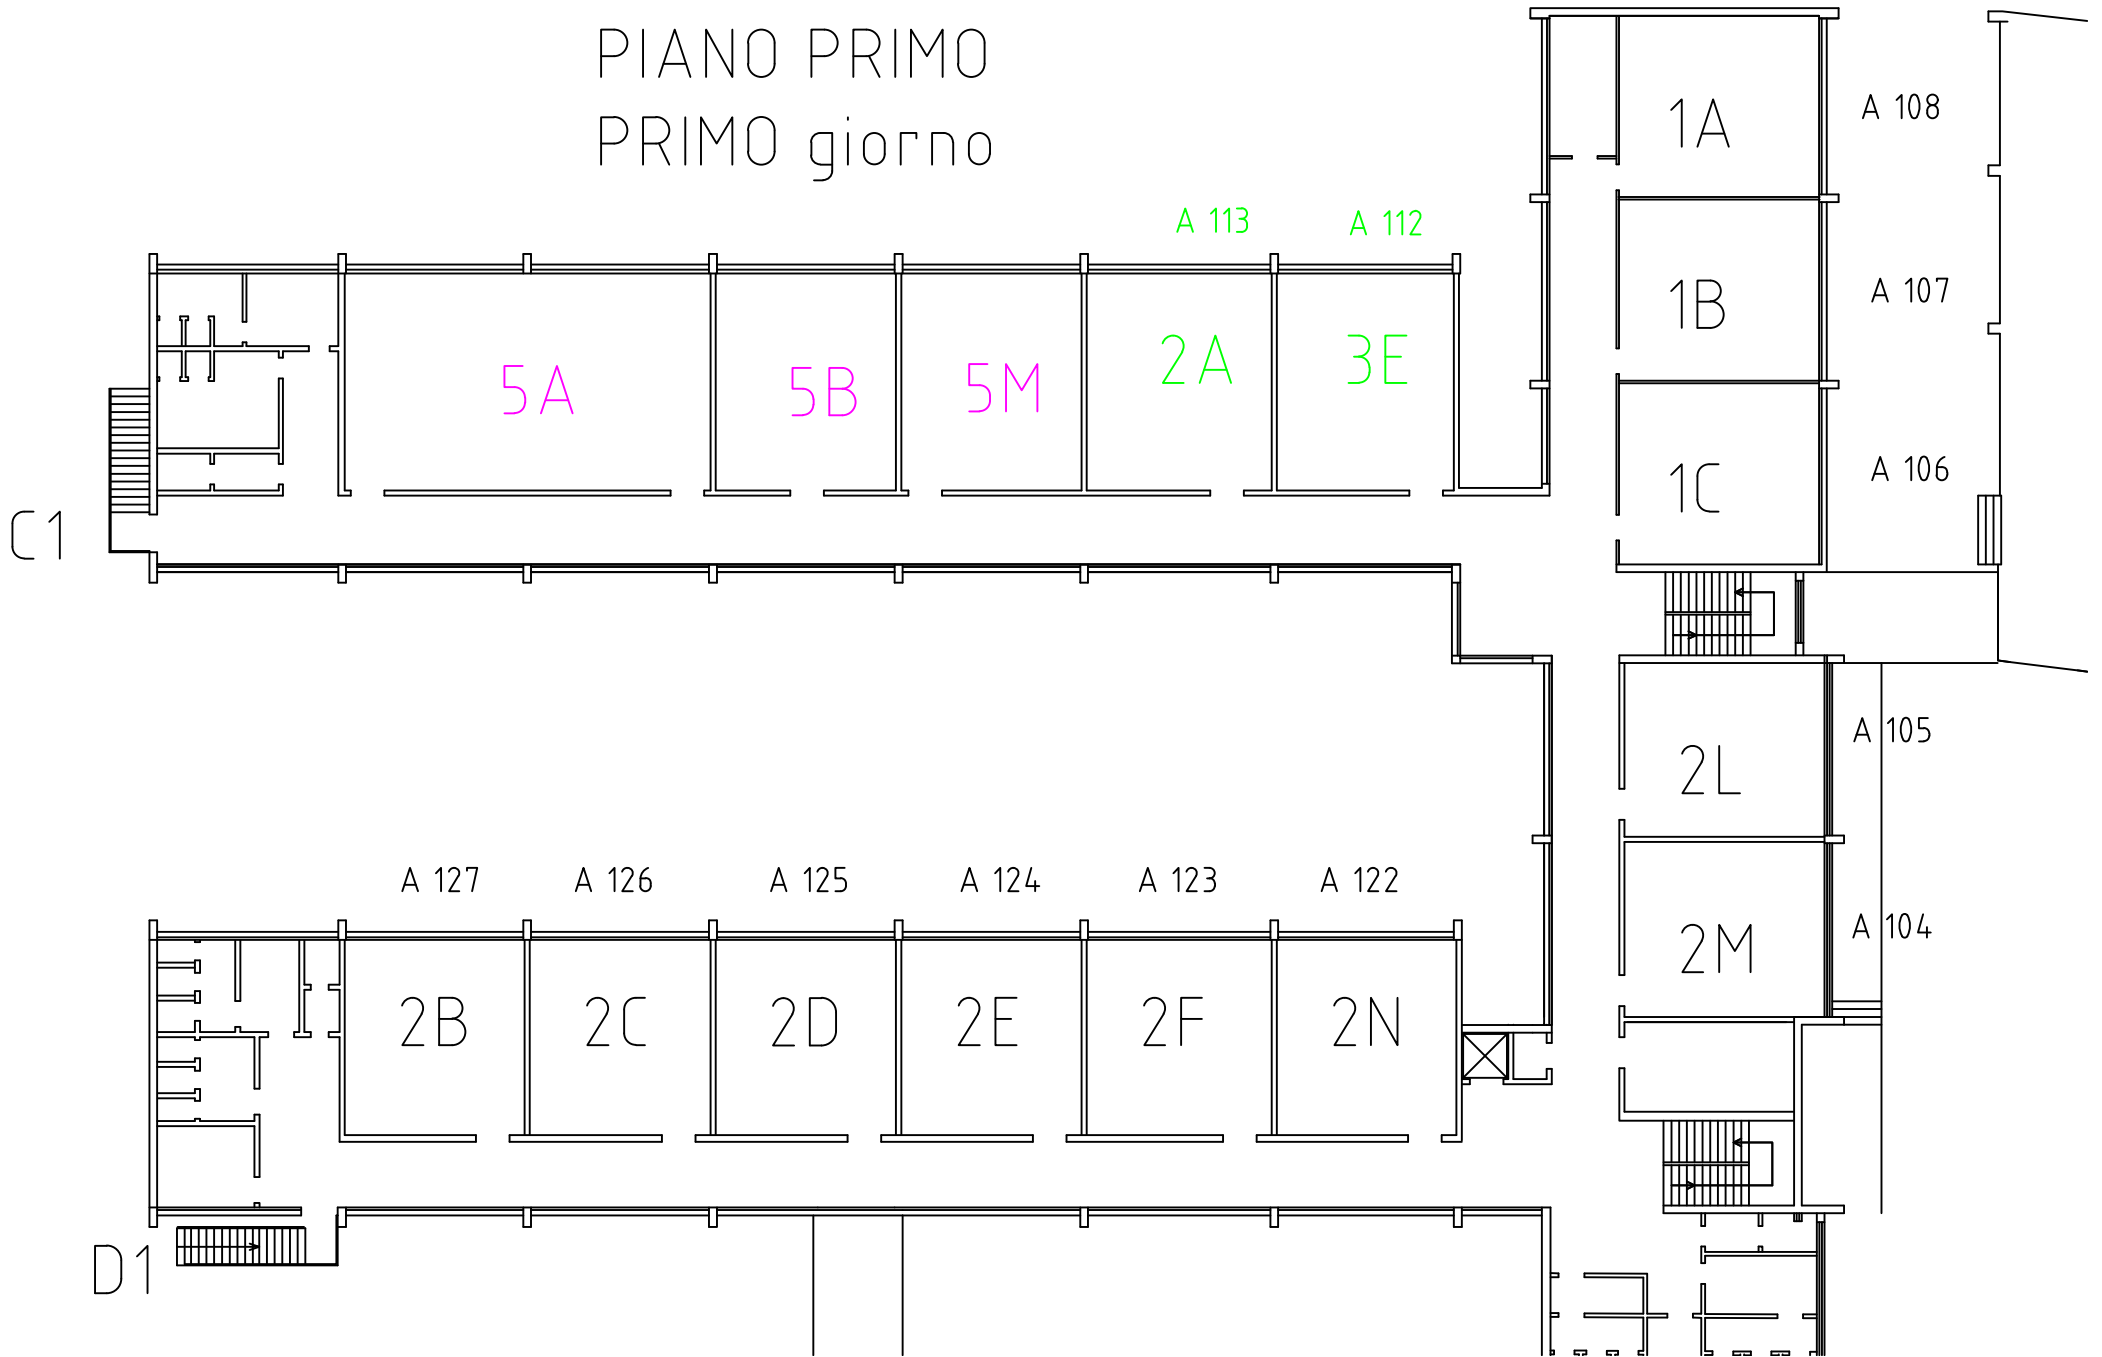 PIANO PRIMO
PRIMO giorno
1A
A 108
A 113
A 112
1B
A 107
5A
5B
5M
2A
3E
1C
A 106
C1
2L
A 105
A 127
A 126
A 125
A 124
A 123
A 122
2M
A 104
2B
2C
2D
2E
2F
2N
D1